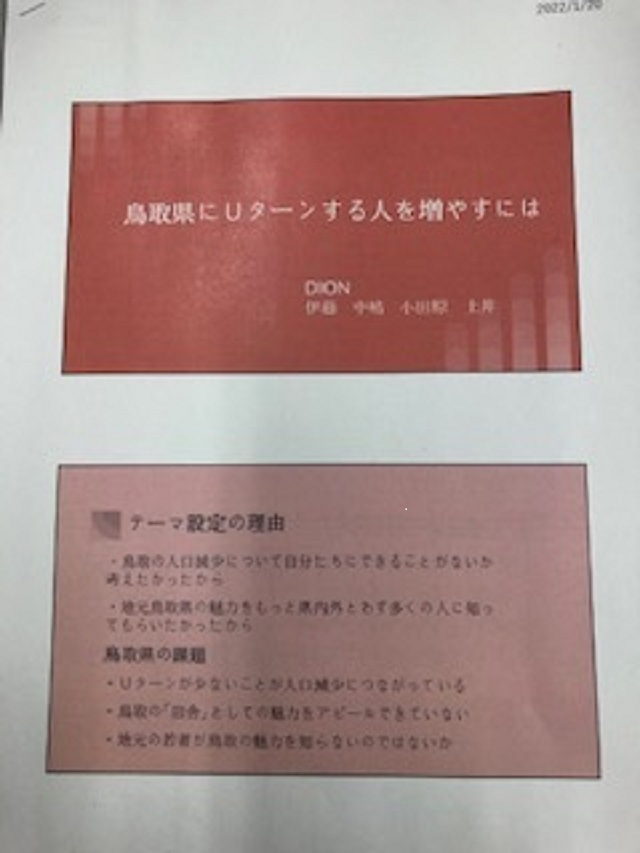 2022/1/20
鳥取県にUターンする人を増やすには
DION
伊藤 中嶋 小田原 土井
テーマ設定の理由
・鳥取の人口減少について自分たちにできることがないか
考えたかったから
・地元鳥取県の魅力をもっと県内外とわず多くの人に知っ
てもらいたかったから
鳥取県の課題
・Uターンが少ないことが人口減少につながっている
・鳥取の「田舎」としての魅力をアピールできていない
・地元の若者が鳥取の魅力を知らないのではないか